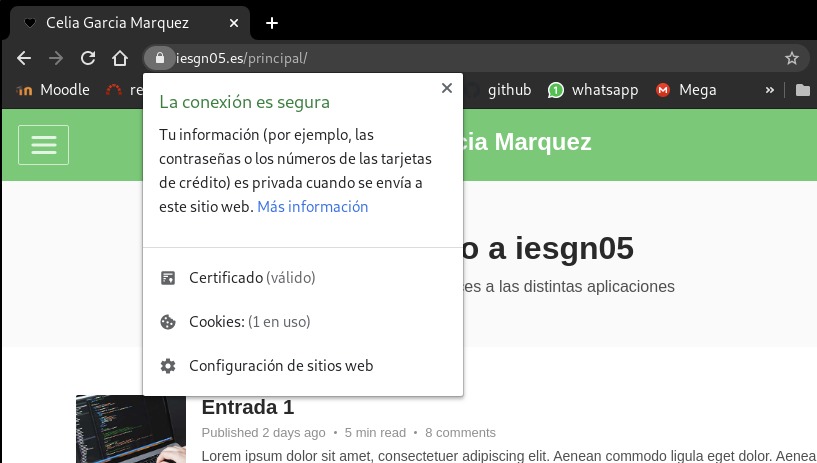 Celia Garcia Marquez
iesgn05.es/principal/
Moodle re github whatsapp Mega »
La conexión es segura
Tu información (por ejemplo, las
contraseñas o los números de las tarjetas
de crédito) es privada cuando se envía a
este sitio web. Más información
Certificado (válido)
Cookies: (1 en uso)
Configuración de sitios web
cia Marquez
o a iesgn05
ces a las distintas aplicaciones
Entrada 1
Published 2 days ago • 5 min read • 8 comments
Lorem ipsum dolor sit amet, consectetuer adipiscing elit. Aenean commodo ligula eget dolor. Aenea